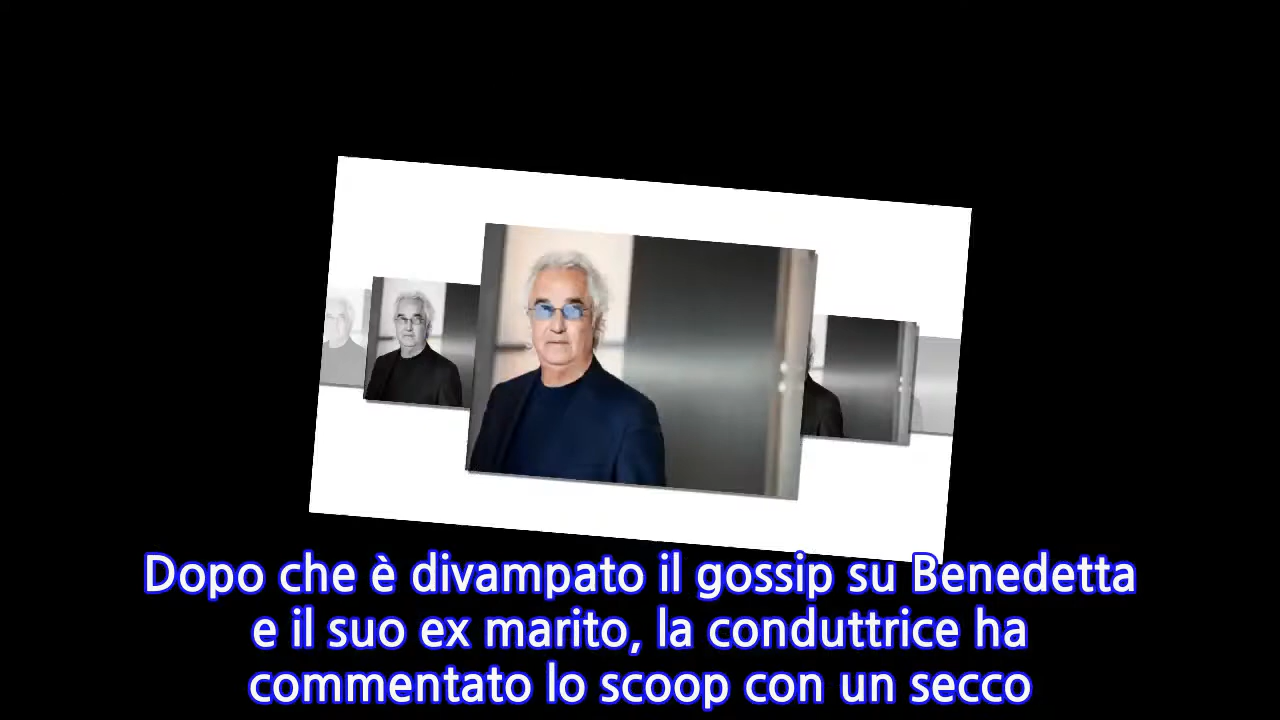 Dopo che è divampato il gossip su Benedetta
e il suo ex marito, la conduttrice ha
commentato lo scoop con un secco